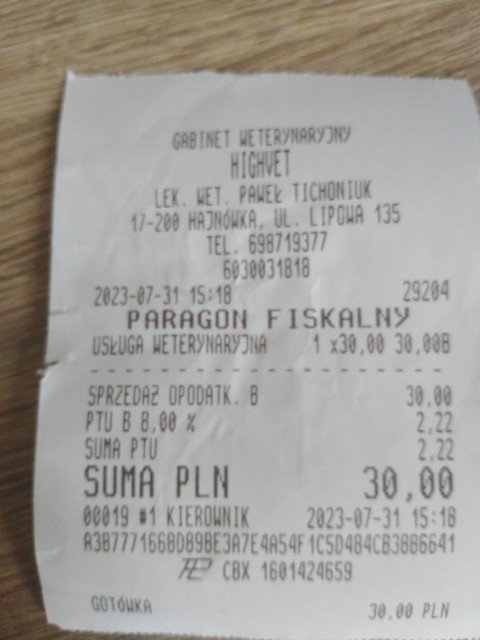 GABINET WETERYNARYJNY
HIGHVET
LEK. WET. PAWEŁ TICHONIUK
17-200 HAJNÓWKA, UL. LIPOWA 135
TEL. 698719377
6030031818
2023-07-31 15:18 29204
PARAGON FISKALNY
USŁUGA WETERYNARYJNA 1 x30,00 30,00B
SPRZEDAŻ OPODATK. B 30,00
PTU B 8,00 % 2,22
SUMA PTU 2,22
SUMA PLN 30,00
00019 #1 KIEROWNIK 2023-07-31 15:18
A3B7771668D898E3A7E4A54F1C5D484CB3BB6641
CBX 1601424659
GOTÓWKA 30,00 PLN